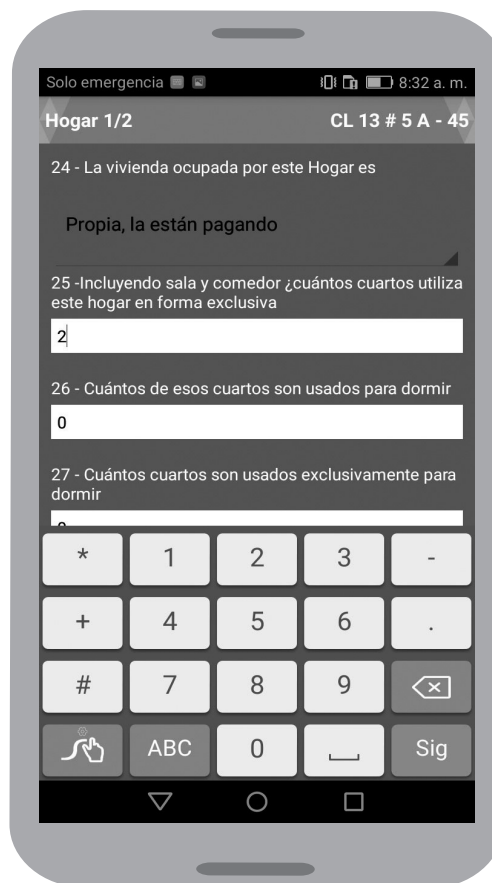 Solo emergencia 8:32 a. m.
Hogar 1/2 CL 13 # 5 A - 45
24 - La vivienda ocupada por este Hogar es
Propia, la están pagando
25 -Incluyendo sala y comedor ¿cuántos cuartos utiliza
este hogar en forma exclusiva
2
26 - Cuántos de esos cuartos son usados para dormir
0
27 - Cuántos cuartos son usados exclusivamente para
dormir
* 1 2 3 -
+ 4 5 6 .
# 7 8 9
ABC 0 Sig